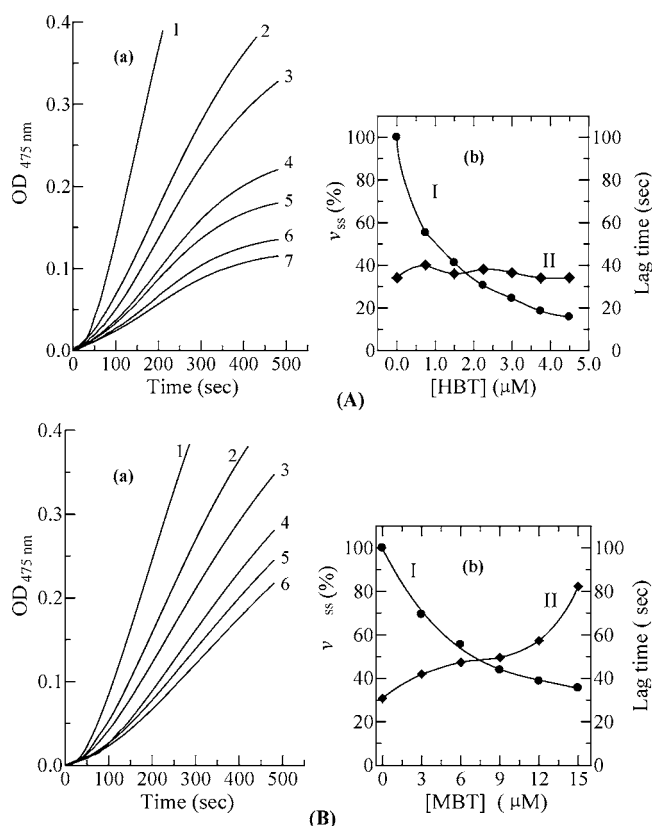 (a)
1
2
3
4
5
6
7
0.4
0.3
0.2
0.1
0.0
OD 475 nm
0 100 200 300 400 500
Time (sec)
(b)
I
II
100
80
60
40
20
0
v ss (%)
100
80
60
40
20
0
Lag time (sec)
0.0 1.0 2.0 3.0 4.0 5.0
[HBT] (μM)
(A)
(a)
1
2
3
4
5
6
0.4
0.3
0.2
0.1
0.0
OD 475 nm
0 100 200 300 400 500
Time (sec)
(b)
I
II
100
80
60
40
20
0
v ss (%)
100
80
60
40
20
0
Lag time ( sec)
0 3 6 9 12 15
[MBT] ( μM)
(B)